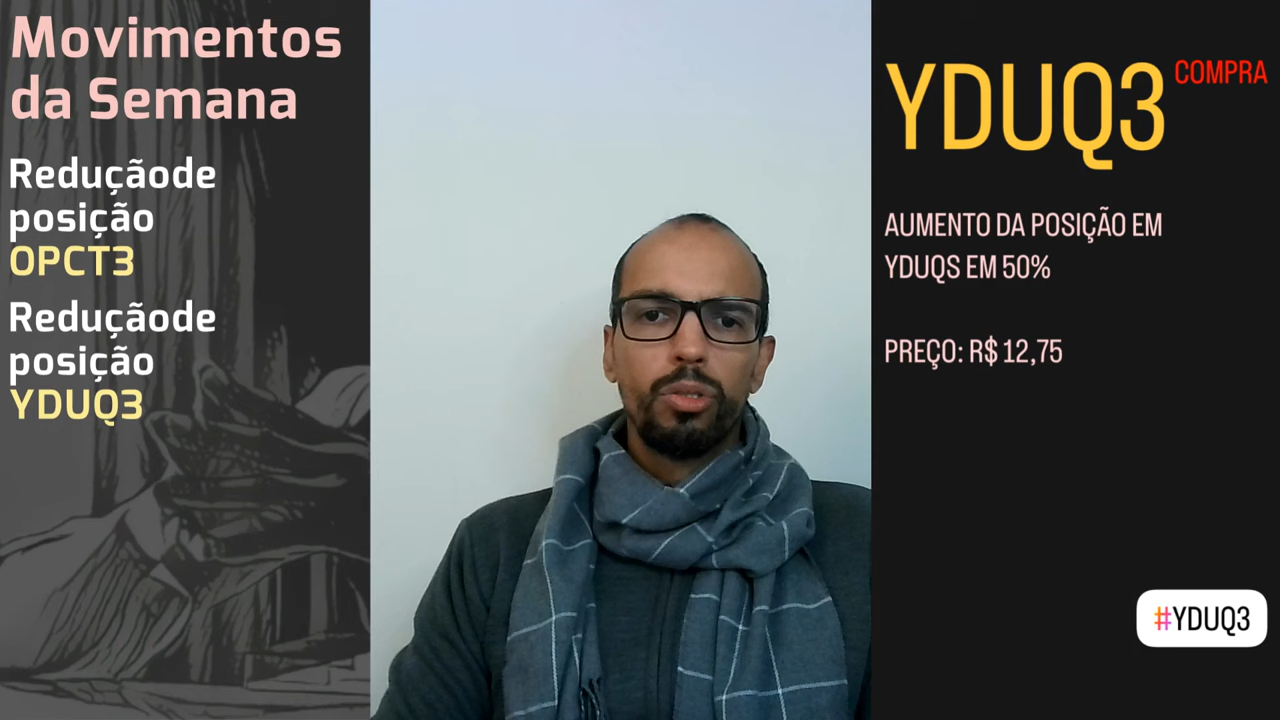 Movimentos
da Semana
Reduçãode
posição
OPCT3
Reduçãode
posição
YDUQ3
YDUQ3 COMPRA
AUMENTO DA POSIÇÃO EM
YDUQS EM 50%
PREÇO: R$ 12,75
#YDUQ3